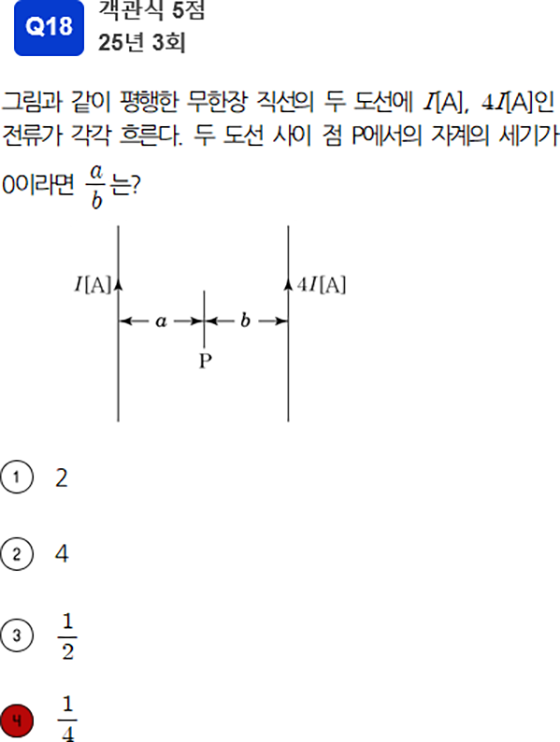 Q18
객관식 5점
25년 3회
그림과 같이 평행한 무한장 직선의 두 도선에 I[A], 4I[A]인
전류가 각각 흐른다. 두 도선 사이 점 P에서의 자계의 세기가
0이라면 a/b 는?
I[A]
4I[A]
a
b
P
1 2
2 4
3 1/2
4 1/4